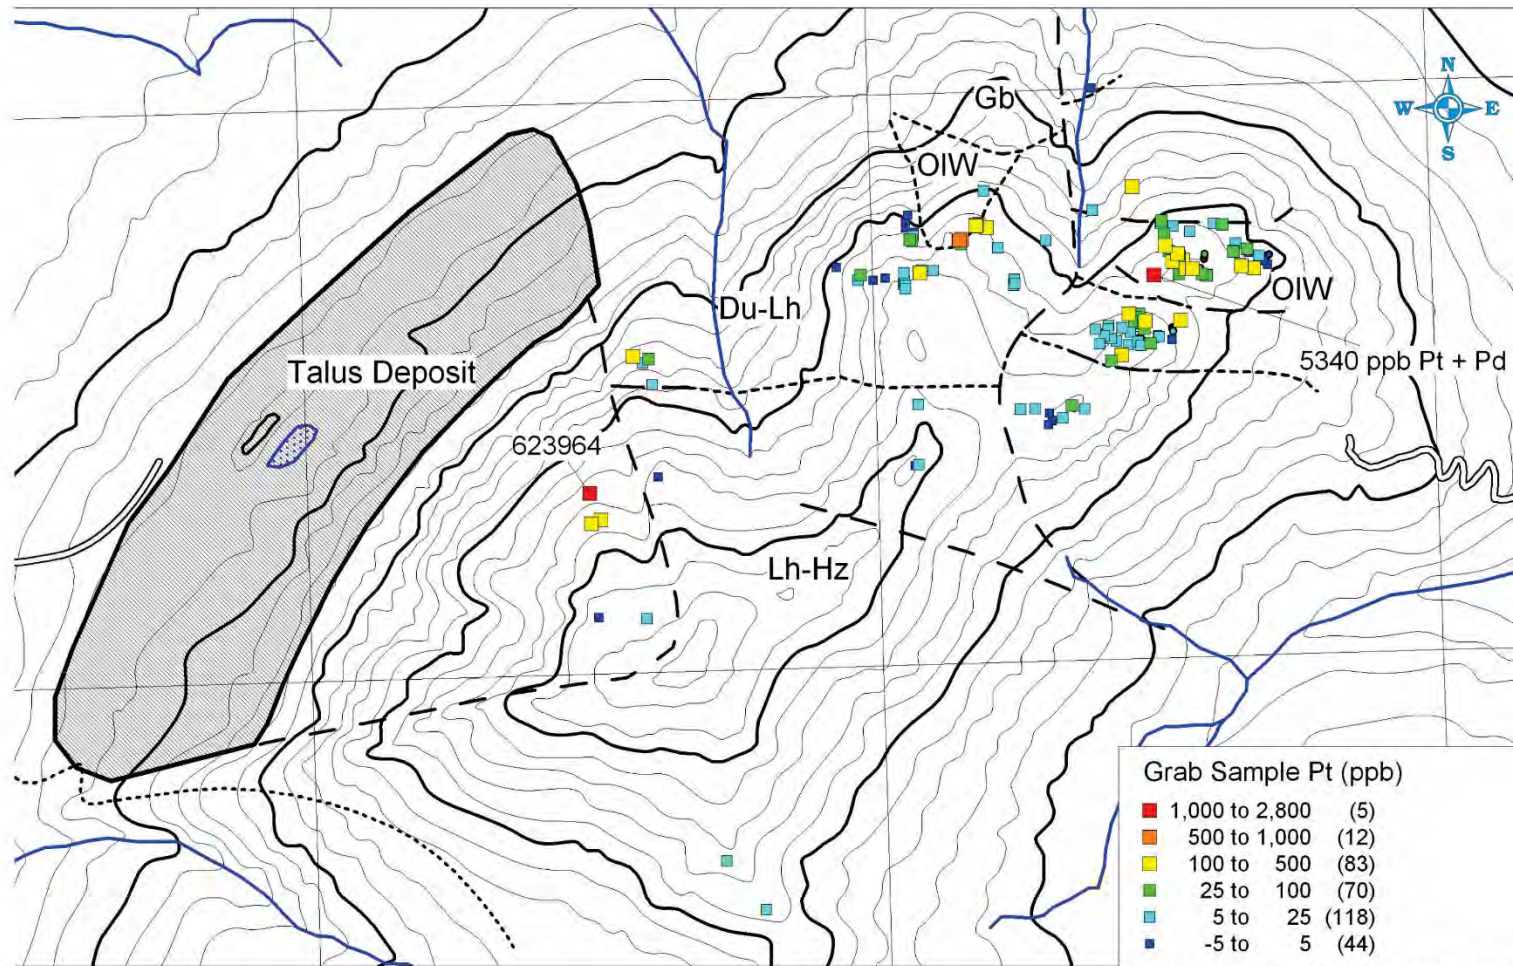 N
W E
S
Gb
OlW
OlW
Du-Lh
5340 ppb Pt + Pd
Talus Deposit
623964
Lh-Hz
Grab Sample Pt (ppb)
1,000 to 2,800 (5)
500 to 1,000 (12)
100 to 500 (83)
25 to 100 (70)
5 to 25 (118)
-5 to 5 (44)